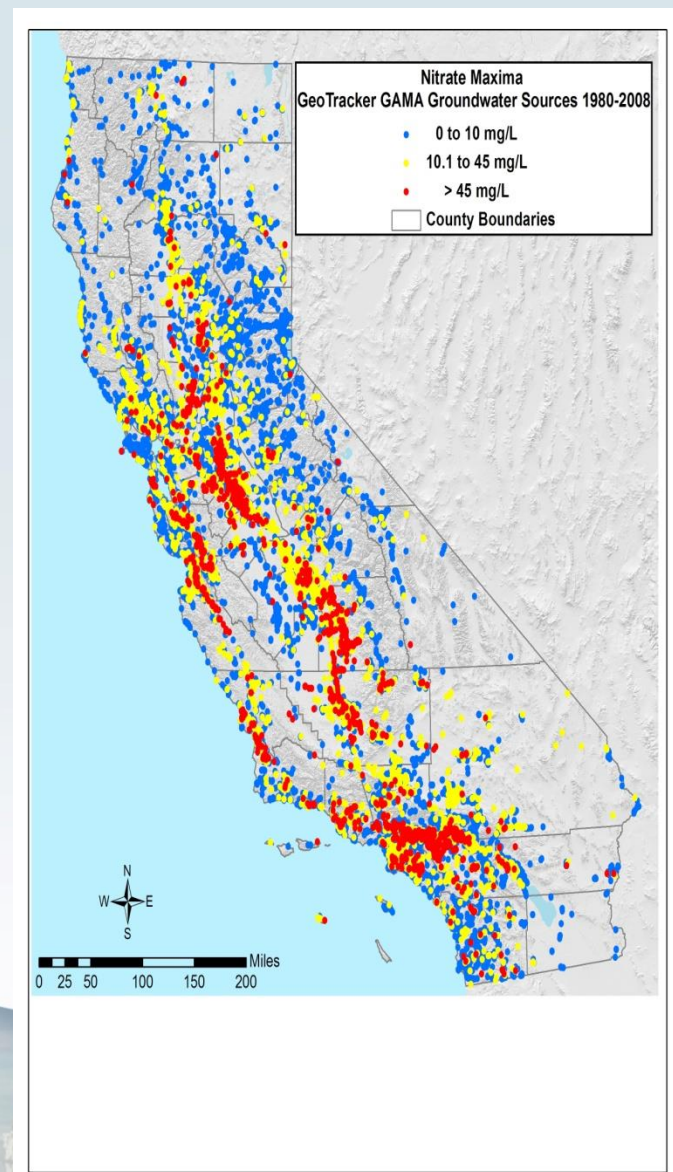 Nitrate Maxima
GeoTracker GAMA Groundwater Sources 1980-2008
0 to 10 mg/L
10.1 to 45 mg/L
> 45 mg/L
County Boundaries
N
W E
S
Miles
0 25 50 100 150 200